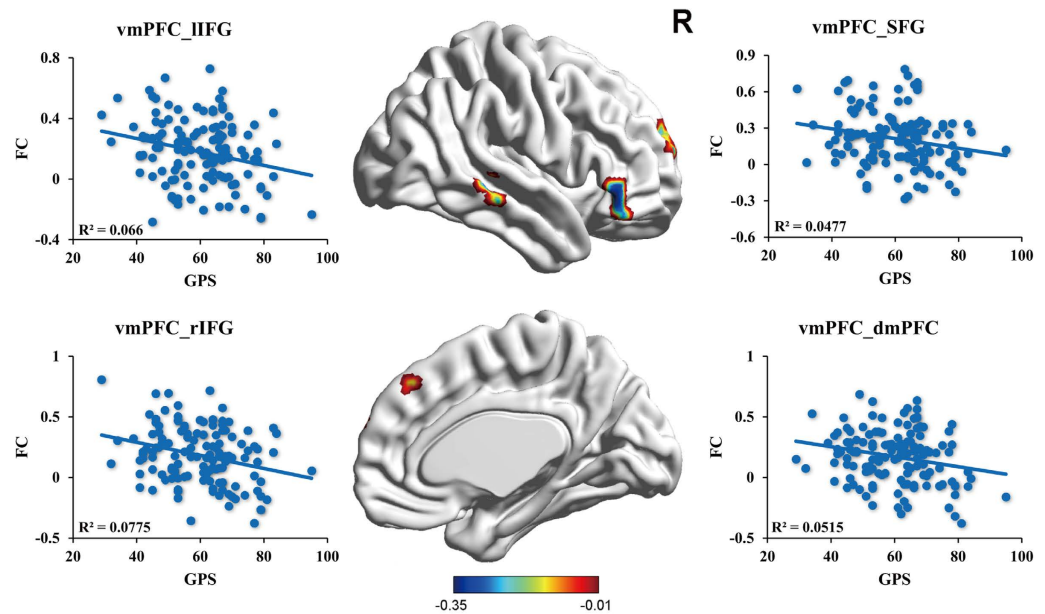 vmPFC_lIFG
0.8
0.4
0
-0.4
FC
R² = 0.066
20 40 60 80 100
GPS
R
vmPFC_SFG
0.9
0.6
0.3
0
-0.3
-0.6
FC
R² = 0.0477
20 40 60 80 100
GPS
vmPFC_rIFG
1
0.5
0
-0.5
FC
R² = 0.0775
20 40 60 80 100
GPS
-0.35 -0.01
vmPFC_dmPFC
1
0.5
0
-0.5
FC
R² = 0.0515
20 40 60 80 100
GPS